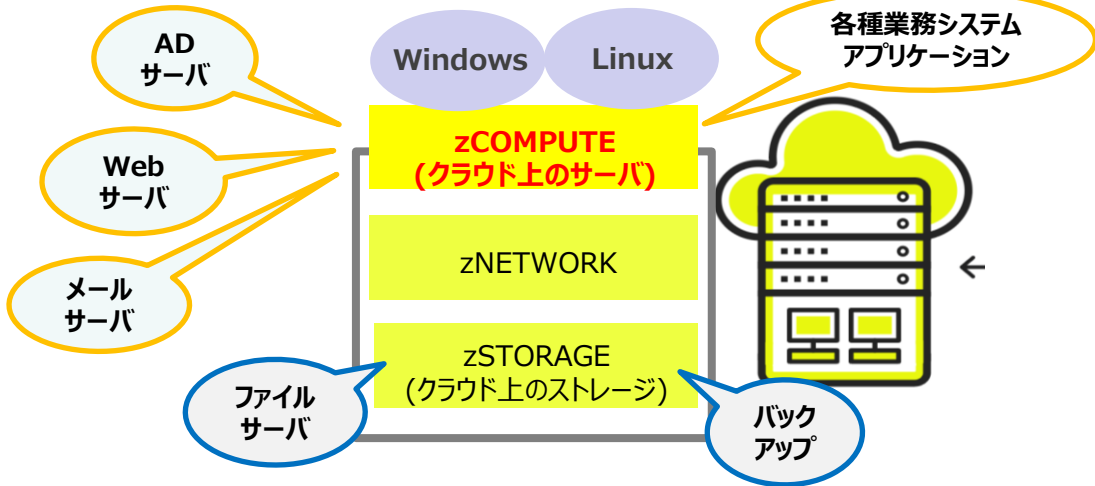 AD
サーバ
Windows
Linux
各種業務システム
アプリケーション
zCOMPUTE
(クラウド上のサーバ)
Web
サーバ
zNETWORK
メール
サーバ
zSTORAGE
(クラウド上のストレージ)
ファイル
サーバ
バック
アップ